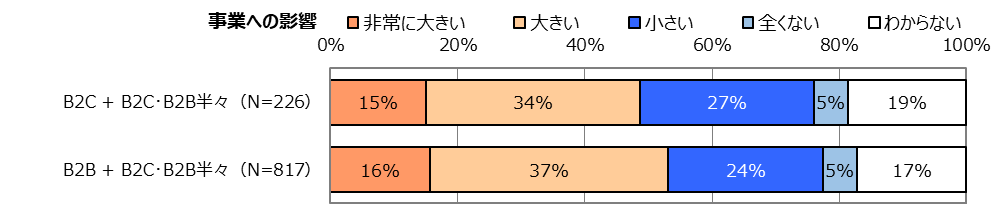 事業への影響 非常に大きい 大きい 小さい 全くない わからない
0% 20% 40% 60% 80% 100%
B2C + B2C･B2B半々（N=226） 15% 34% 27% 5% 19%
B2B + B2C･B2B半々（N=817） 16% 37% 24% 5% 17%